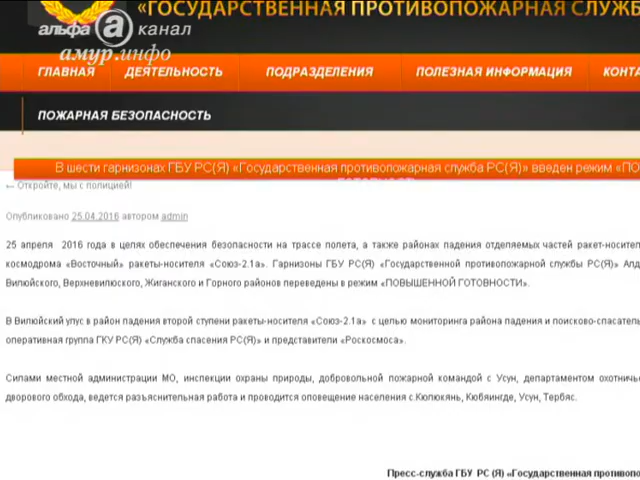 «ГОСУДАРСТВЕННАЯ ПРОТИВОПОЖАРНАЯ СЛУЖБ
альфа @ канал
амур.инфо
ГЛАВНАЯ ДЕЯТЕЛЬНОСТЬ ПОДРАЗДЕЛЕНИЯ ПОЛЕЗНАЯ ИНФОРМАЦИЯ КОНТА
ПОЖАРНАЯ БЕЗОПАСНОСТЬ
В шести гарнизонах ГБУ РС(Я) «Государственная противопожарная служба РС(Я)» введен режим «ПО
← Откройте, мы с полицией!
Опубликовано 25.04.2016 автором admin
25 апреля 2016 года в целях обеспечения безопасности на трассе полета, а также районах падения отделяемых частей ракет-носител
космодрома «Восточный» ракеты-носителя «Союз-2.1а». Гарнизоны ГБУ РС(Я) «Государственной противопожарной службы РС(Я)» Алд
Вилюйского, Верхневилюйского, Жиганского и Горного районов переведены в режим «ПОВЫШЕННОЙ ГОТОВНОСТИ».
В Вилюйский улус в район падения второй ступени ракеты-носителя «Союз-2.1а» с целью мониторинга района падения и поисково-спасатель
оперативная группа ГКУ РС(Я) «Служба спасения РС(Я)» и представители «Роскосмоса».
Силами местной администрации МО, инспекции охраны природы, добровольной пожарной командой с Усун, департаментом охотничье
дворового обхода, ведется разъяснительная работа и проводится оповещение населения с.Кюлюкянь, Кюбяингде, Усун, Тербяс.
Пресс-служба ГБУ РС (Я) «Государственная противопо